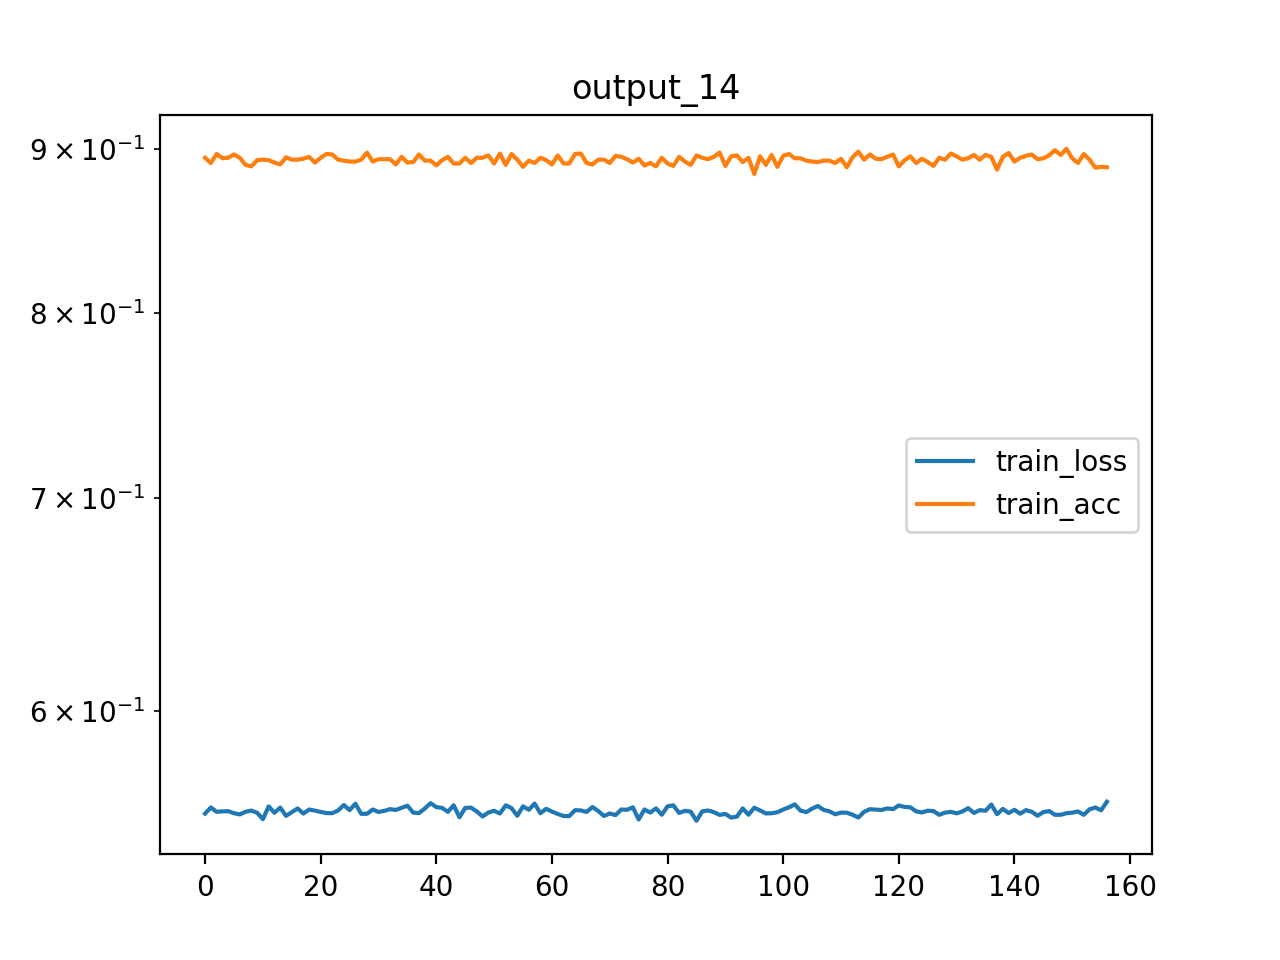 output_14
9 × 10⁻¹
8 × 10⁻¹
7 × 10⁻¹
6 × 10⁻¹
train_loss
train_acc
0 20 40 60 80 100 120 140 160